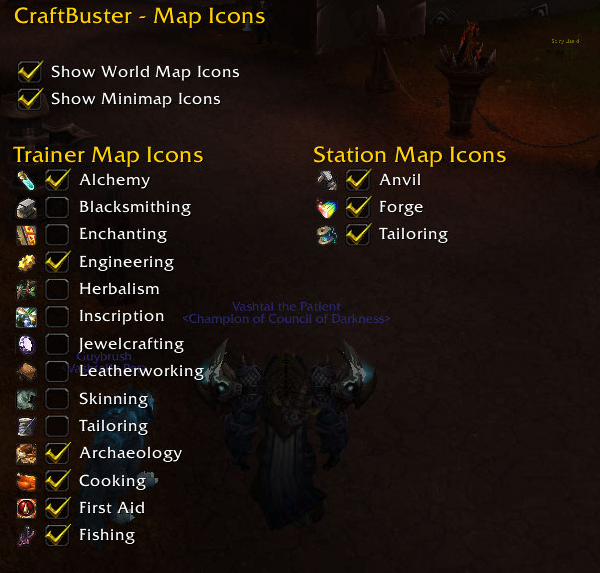 CraftBuster - Map Icons
Show World Map Icons
Show Minimap Icons
Trainer Map Icons
Alchemy
Blacksmithing
Enchanting
Engineering
Herbalism
Inscription
Jewelcrafting
Leatherworking
Skinning
Tailoring
Archaeology
Cooking
First Aid
Fishing
Station Map Icons
Anvil
Forge
Tailoring
Vashtal the Patient
<Champion of Council of Darkness>
Guybrush